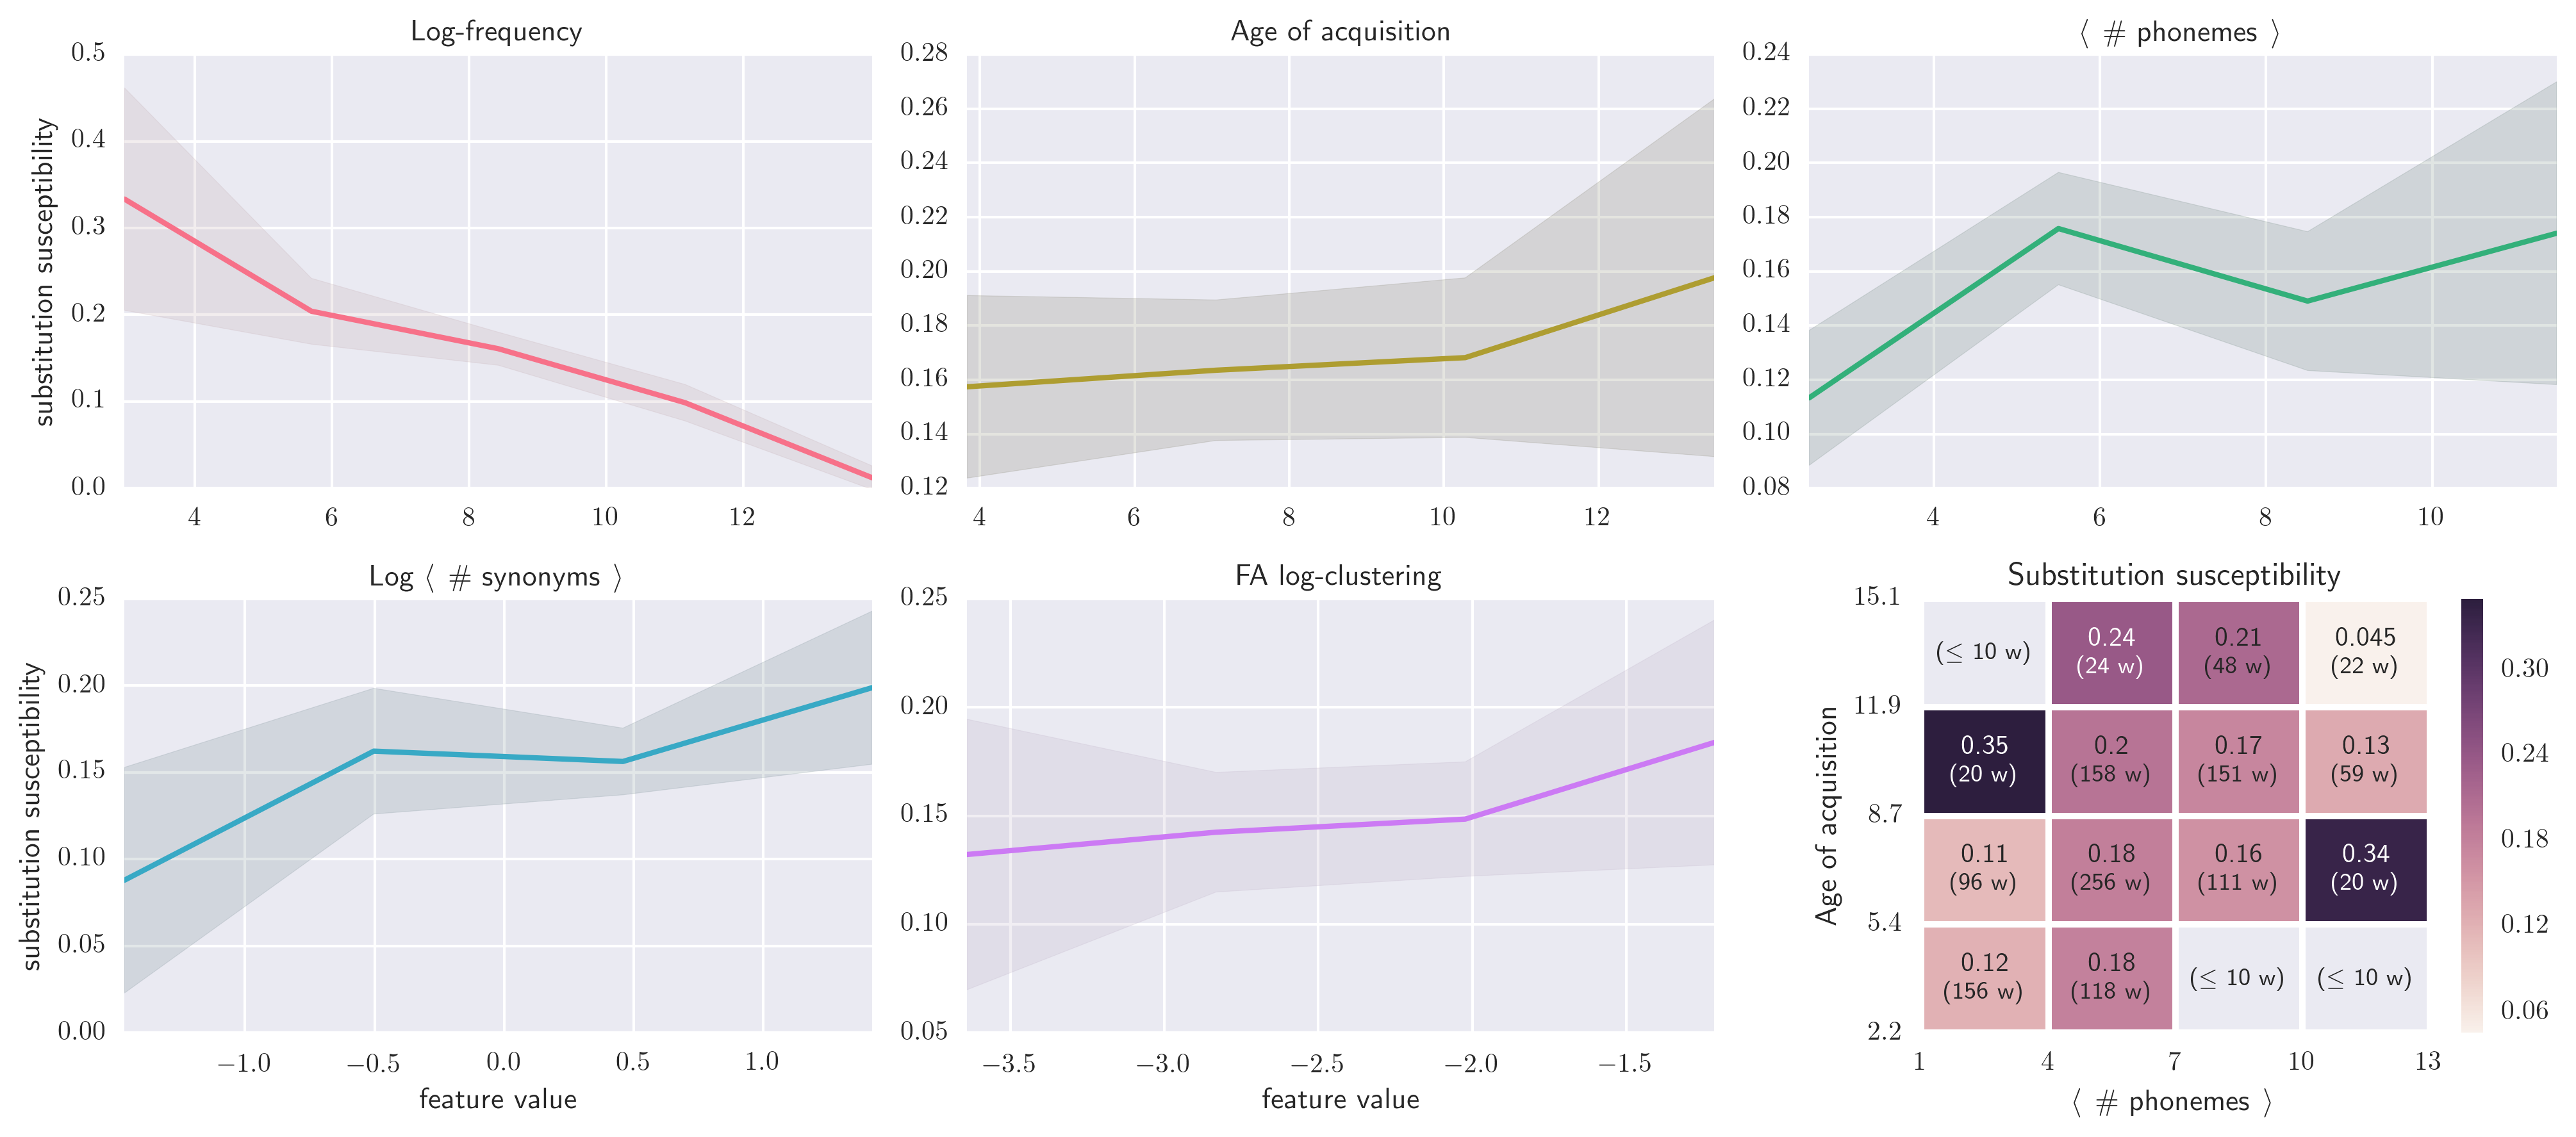 Log-frequency
substitution susceptibility
0.5
0.4
0.3
0.2
0.1
0.0
4 6 8 10 12
Age of acquisition
0.28
0.26
0.24
0.22
0.20
0.18
0.16
0.14
0.12
4 6 8 10 12
⟨ # phonemes ⟩
0.24
0.22
0.20
0.18
0.16
0.14
0.12
0.10
0.08
4 6 8 10
Log ⟨ # synonyms ⟩
substitution susceptibility
0.25
0.20
0.15
0.10
0.05
0.00
−1.0 −0.5 0.0 0.5 1.0
feature value
FA log-clustering
0.25
0.20
0.15
0.10
0.05
−3.5 −3.0 −2.5 −2.0 −1.5
feature value
Substitution susceptibility
Age of acquisition
15.1
11.9
8.7
5.4
2.2
(≤ 10 w)
0.24
(24 w)
0.21
(48 w)
0.045
(22 w)
0.35
(20 w)
0.2
(158 w)
0.17
(151 w)
0.13
(59 w)
0.11
(96 w)
0.18
(256 w)
0.16
(111 w)
0.34
(20 w)
0.12
(156 w)
0.18
(118 w)
(≤ 10 w)
(≤ 10 w)
1 4 7 10 13
⟨ # phonemes ⟩
0.30
0.24
0.18
0.12
0.06